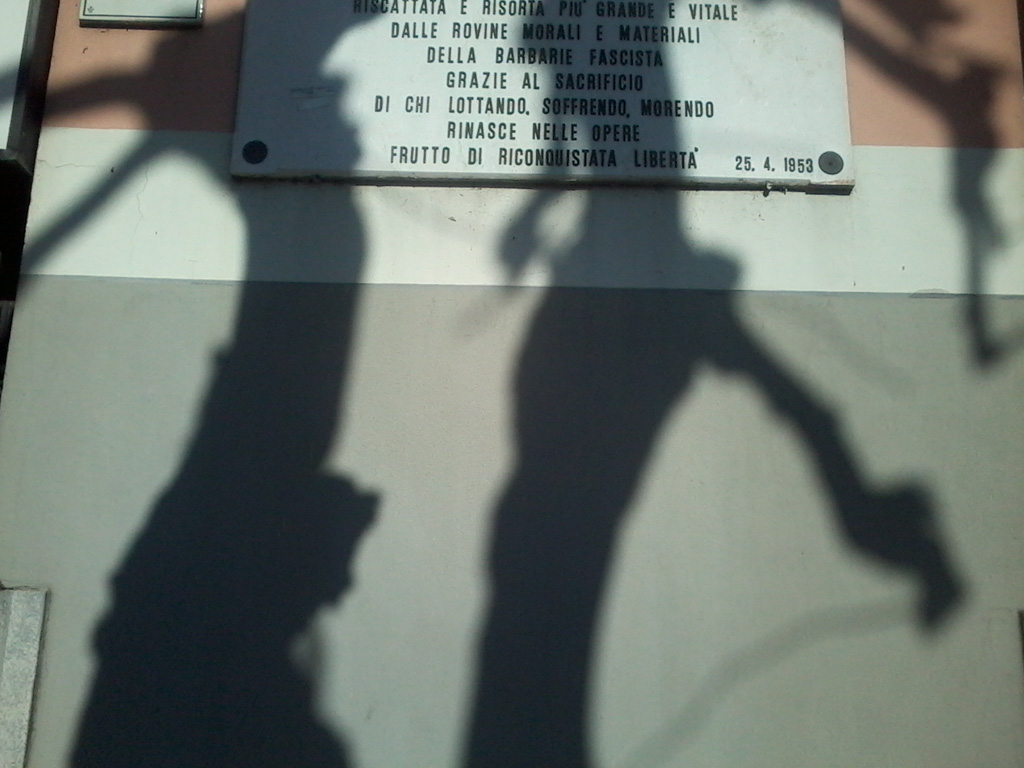 RISCATTATA E RISORTA PIU' GRANDE E VITALE
DALLE ROVINE MORALI E MATERIALI
DELLA BARBARIE FASCISTA
GRAZIE AL SACRIFICIO
DI CHI LOTTANDO, SOFFRENDO, MORENDO
RINASCE NELLE OPERE
FRUTTO DI RICONQUISTATA LIBERTA'
25. 4. 1953